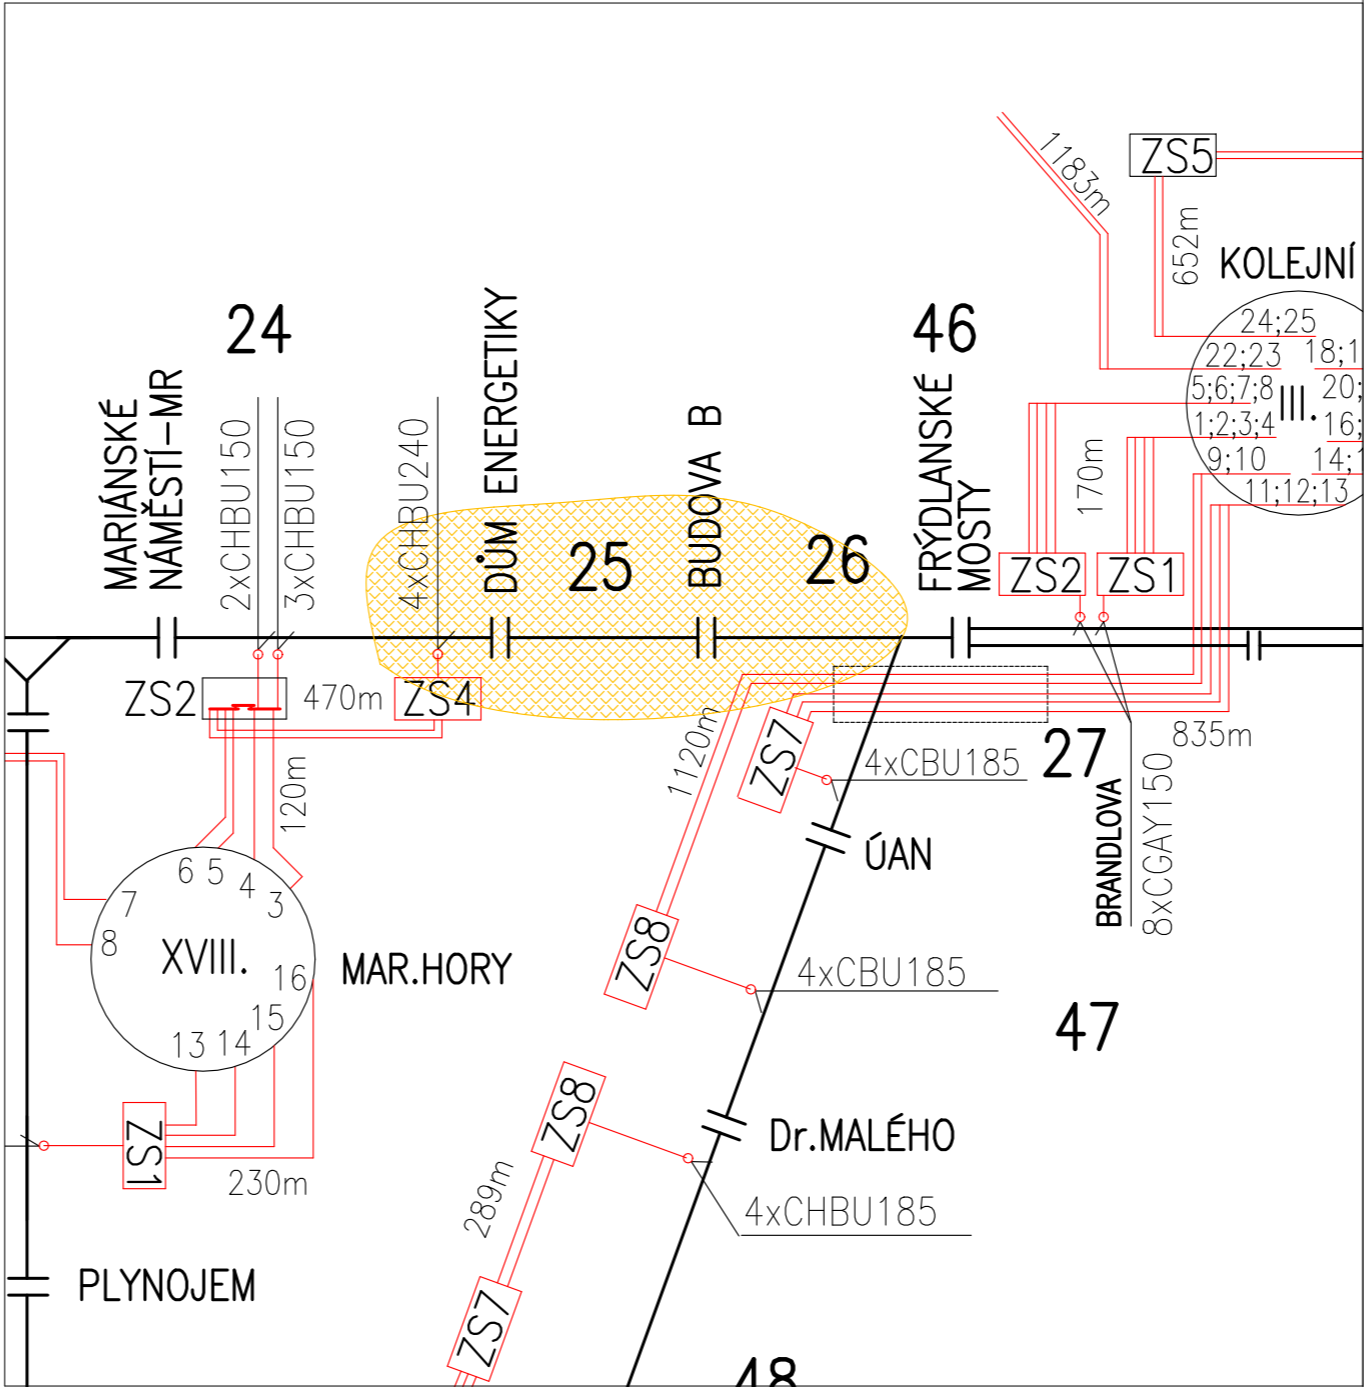 1183m
ZS5
652m
KOLEJNÍ
24
46
24;25
22;23
18;1
5;6;7;8
20;
III.
1;2;3;4
16;
9;10
14;1
11;12;13
MARIÁNSKÉ
NÁMĚSTÍ-MR
2xCHBU150
3xCHBU150
4xCHBU240
DŮM ENERGETIKY
25
BUDOVA B
26
FRÝDLANSKÉ
MOSTY
170m
ZS2
ZS1
ZS2
470m
ZS4
1120m
ZS7
4xCBU185
27
835m
BRANDLOVA
8xCGAY150
120m
ÚAN
6
5
4
3
7
8
XVIII.
16
15
14
13
MAR.HORY
ZS8
4xCBU185
47
ZS1
230m
ZS8
Dr.MALÉHO
289m
4xCHBU185
PLYNOJEM
ZS7
48